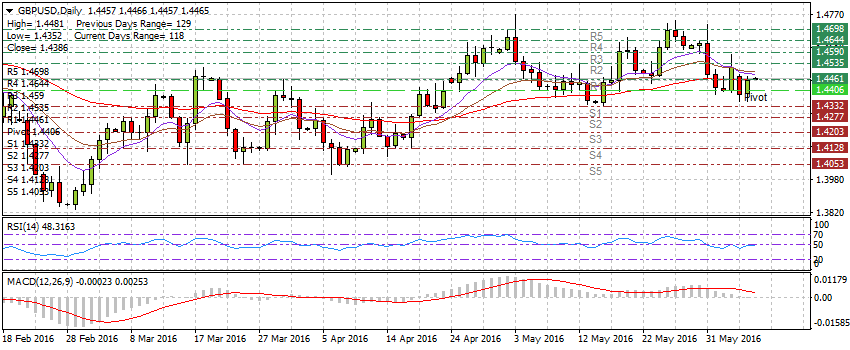 GBPUSD,Daily 1.4457 1.4466 1.4457 1.4465
High= 1.4481 Previous Days Range= 129
Low= 1.4352 Current Days Range= 118
Close= 1.4386
R5 1.4698
R4 1.4644
R3 1.459
R2 1.4535
R1 1.4461
Pivot 1.4406
S1 1.4332
S2 1.4277
S3 1.4203
S4 1.4128
S5 1.4053
R5
R4
R3
R2
S1
S2
S3
S4
S5
Pivot
1.4770
1.4698
1.4644
1.4590
1.4535
1.4461
1.4406
1.4332
1.4277
1.4203
1.4128
1.4053
1.3980
1.3820
RSI(14) 48.3163
100
70
50
20
0
MACD(12,26,9) -0.00023 0.00253
0.01179
0.00
-0.01585
18 Feb 2016 28 Feb 2016 8 Mar 2016 17 Mar 2016 27 Mar 2016 5 Apr 2016 14 Apr 2016 24 Apr 2016 3 May 2016 12 May 2016 22 May 2016 31 May 2016